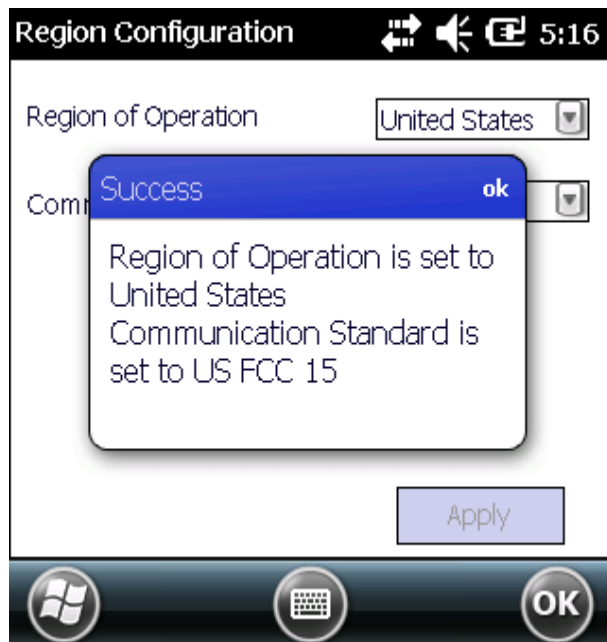 Region Configuration 5:16
Region of Operation United States
Success ok
Region of Operation is set to
United States
Communication Standard is
set to US FCC 15
Apply
OK